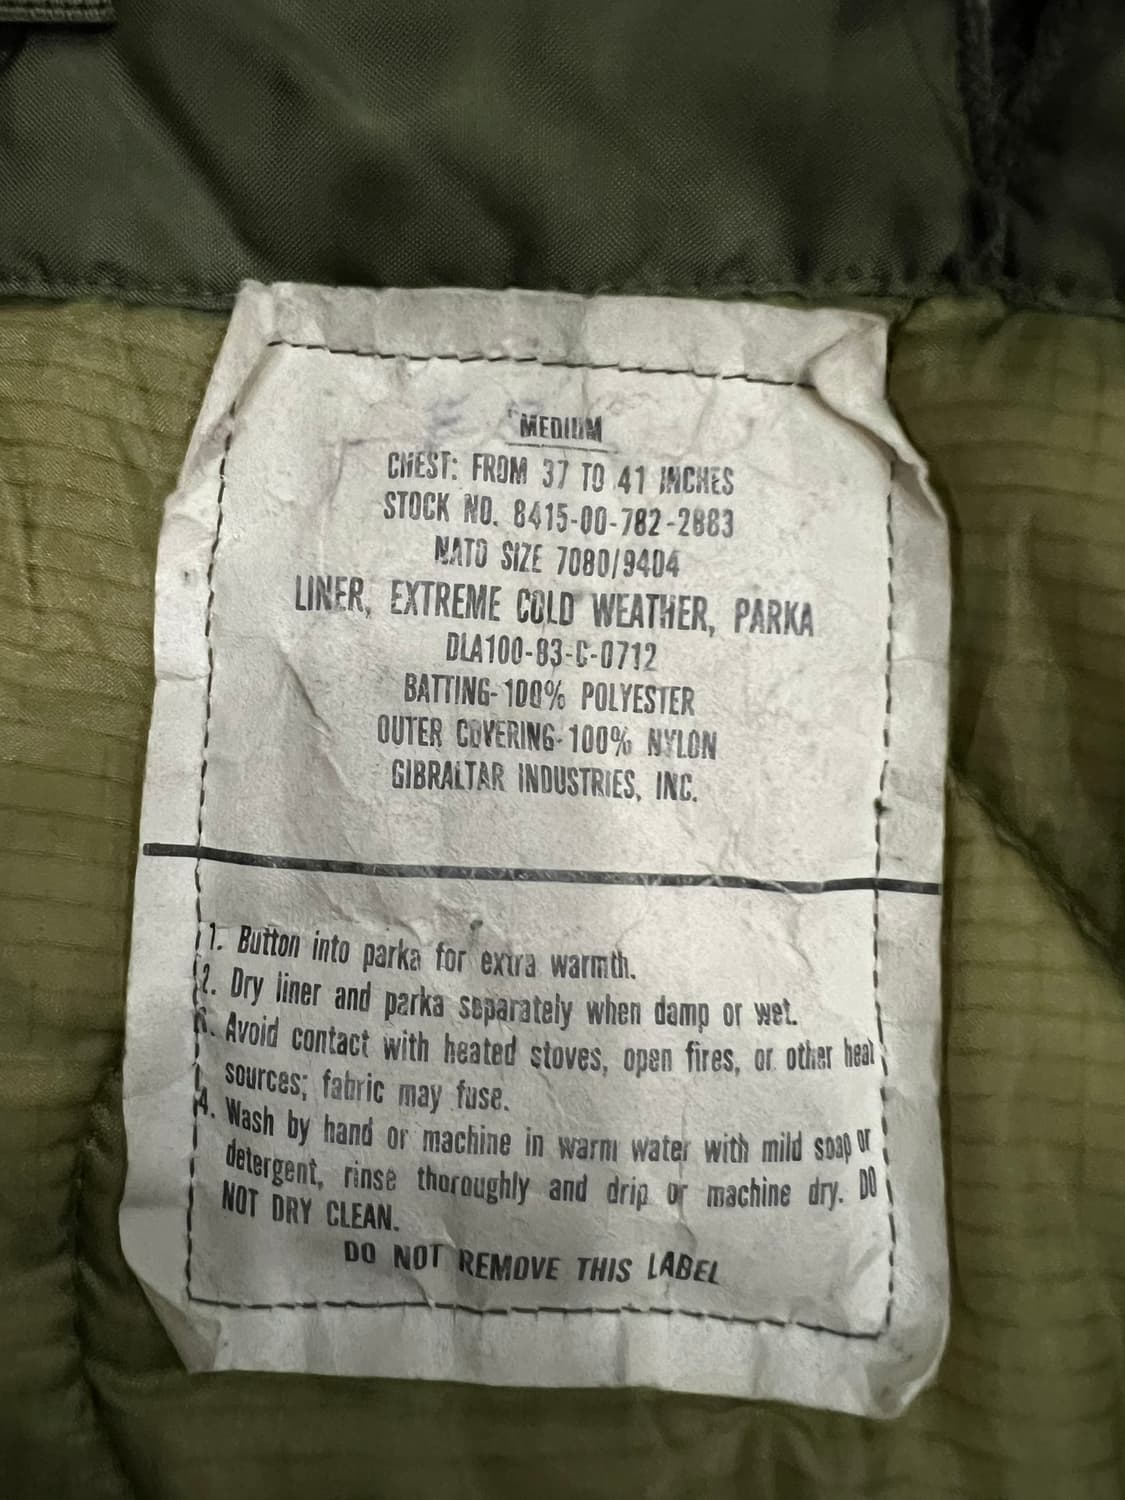 MEDIUM
CHEST: FROM 37 TO 41 INCHES
STOCK NO. 8415-00-782-2883
NATO SIZE 7080/9404
LINER, EXTREME COLD WEATHER, PARKA
DLA100-83-C-0712
BATTING-100% POLYESTER
OUTER COVERING-100% NYLON
GIBRALTAR INDUSTRIES, INC.
1. Button into parka for extra warmth.
2. Dry liner and parka separately when damp or wet.
3. Avoid contact with heated stoves, open fires, or other heat
sources; fabric may fuse.
4. Wash by hand or machine in warm water with mild soap or
detergent, rinse thoroughly and drip or machine dry. DO
NOT DRY CLEAN.
DO NOT REMOVE THIS LABEL